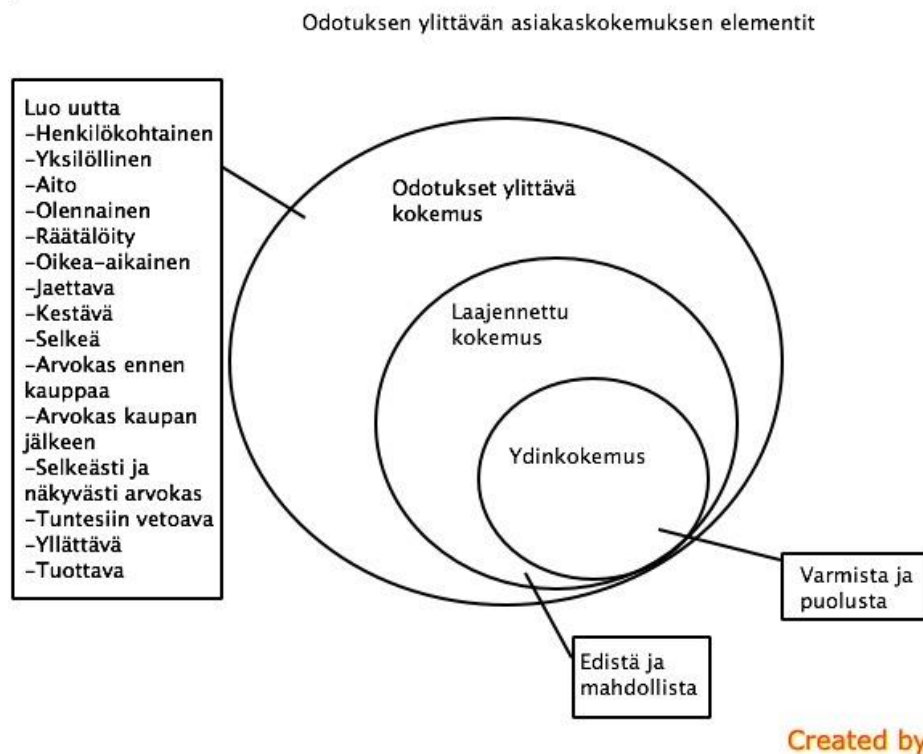 Odotuksen ylittävän asiakaskokemuksen elementit
Luo uutta
-Henkilökohtainen
-Yksilöllinen
-Aito
-Olennainen
-Räätälöity
-Oikea-aikainen
-Jaettava
-Kestävä
-Selkeä
-Arvokas ennen
kauppaa
-Arvokas kaupan
jälkeen
-Selkeästi ja
näkyvästi arvokas
-Tuntesiin vetoava
-Yllättävä
-Tuottava
Odotukset ylittävä
kokemus
Laajennettu
kokemus
Ydinkokemus
Varmista ja
puolusta
Edistä ja
mahdollista
Created by